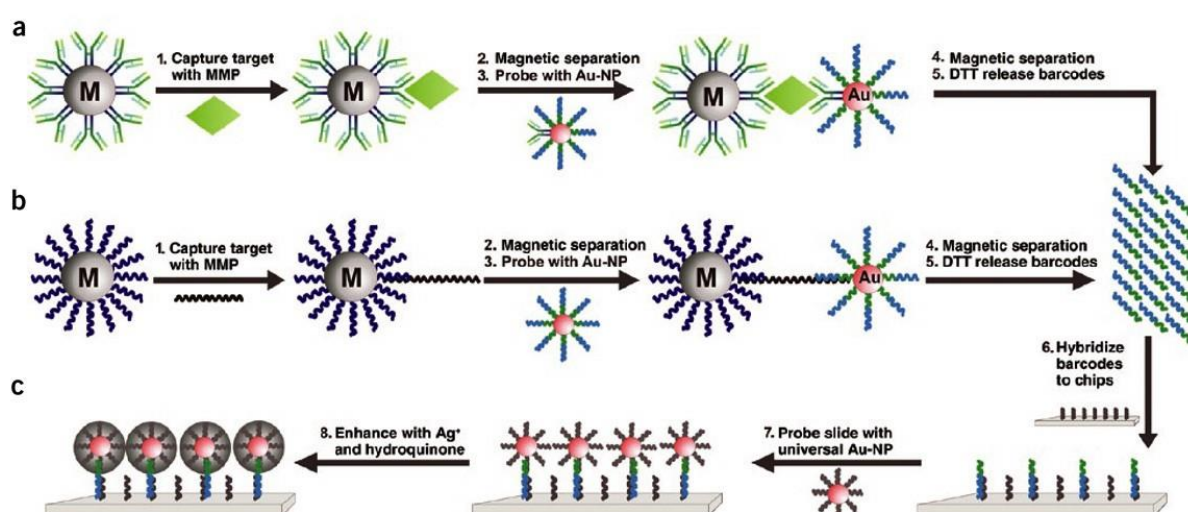 a
M
1. Capture target
with MMP
M
2. Magnetic separation
3. Probe with Au-NP
M
Au
4. Magnetic separation
5. DTT release barcodes
b
M
1. Capture target
with MMP
M
2. Magnetic separation
3. Probe with Au-NP
M
Au
4. Magnetic separation
5. DTT release barcodes
6. Hybridize
barcodes
to chips
c
8. Enhance with Ag⁺
and hydroquinone
7. Probe slide with
universal Au-NP